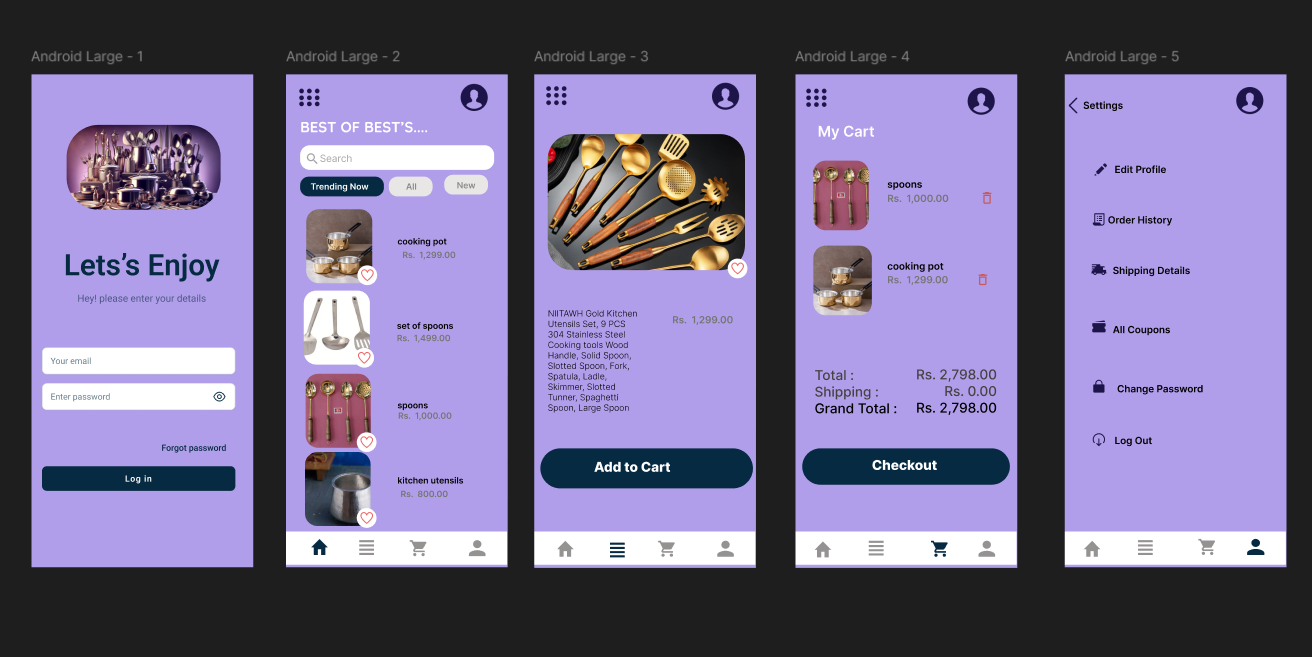 Android Large - 1
Lets’s Enjoy
Hey! please enter your details
Your email
Enter password
Forgot password
Log in
Android Large - 2
BEST OF BEST’S....
Search
Trending Now
All
New
cooking pot
Rs. 1,299.00
set of spoons
Rs. 1,499.00
spoons
Rs. 1,000.00
kitchen utensils
Rs. 800.00
Android Large - 3
NIITAWH Gold Kitchen
Utensils Set, 9 PCS
304 Stainless Steel
Cooking tools Wood
Handle, Solid Spoon,
Slotted Spoon, Fork,
Spatula, Ladle,
Skimmer, Slotted
Tunner, Spaghetti
Spoon, Large Spoon
Rs. 1,299.00
Add to Cart
Android Large - 4
My Cart
spoons
Rs. 1,000.00
cooking pot
Rs. 1,299.00
Total : Rs. 2,798.00
Shipping : Rs. 0.00
Grand Total : Rs. 2,798.00
Checkout
Android Large - 5
Settings
Edit Profile
Order History
Shipping Details
All Coupons
Change Password
Log Out